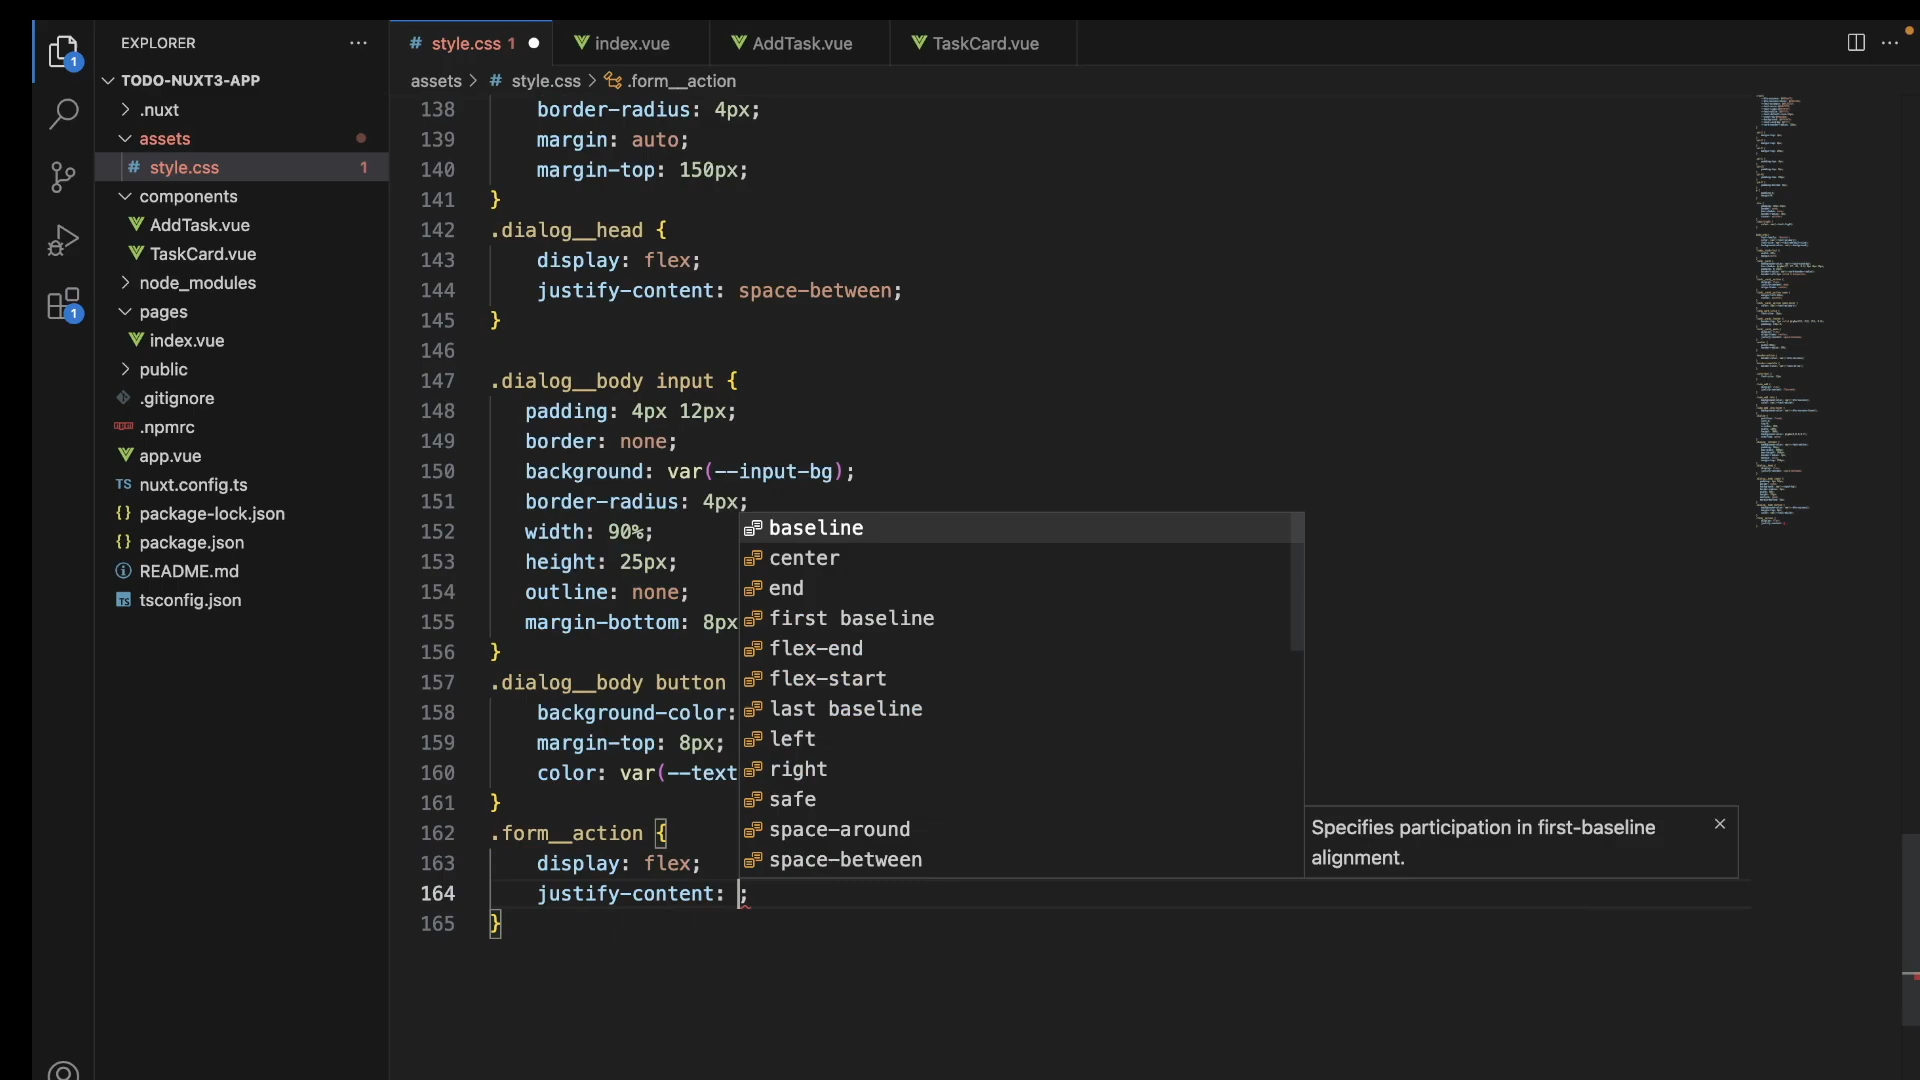 EXPLORER
TODO-NUXT3-APP
.nuxt
assets
# style.css 1
components
AddTask.vue
TaskCard.vue
node_modules
pages
index.vue
public
.gitignore
.npmrc
app.vue
TS nuxt.config.ts
{} package-lock.json
{} package.json
README.md
TS tsconfig.json
1
1
# style.css 1
index.vue
AddTask.vue
TaskCard.vue
assets > # style.css > .form__action
138 border-radius: 4px;
139 margin: auto;
140 margin-top: 150px;
141 }
142 .dialog__head {
143 display: flex;
144 justify-content: space-between;
145 }
146
147 .dialog__body input {
148 padding: 4px 12px;
149 border: none;
150 background: var(--input-bg);
151 border-radius: 4px;
152 width: 90%;
153 height: 25px;
154 outline: none;
155 margin-bottom: 8px
156 }
157 .dialog__body button
158 background-color:
159 margin-top: 8px;
160 color: var(--text
161 }
162 .form__action {
163 display: flex;
164 justify-content: ;
165 }
baseline
center
end
first baseline
flex-end
flex-start
last baseline
left
right
safe
space-around
space-between
Specifies participation in first-baseline
alignment.